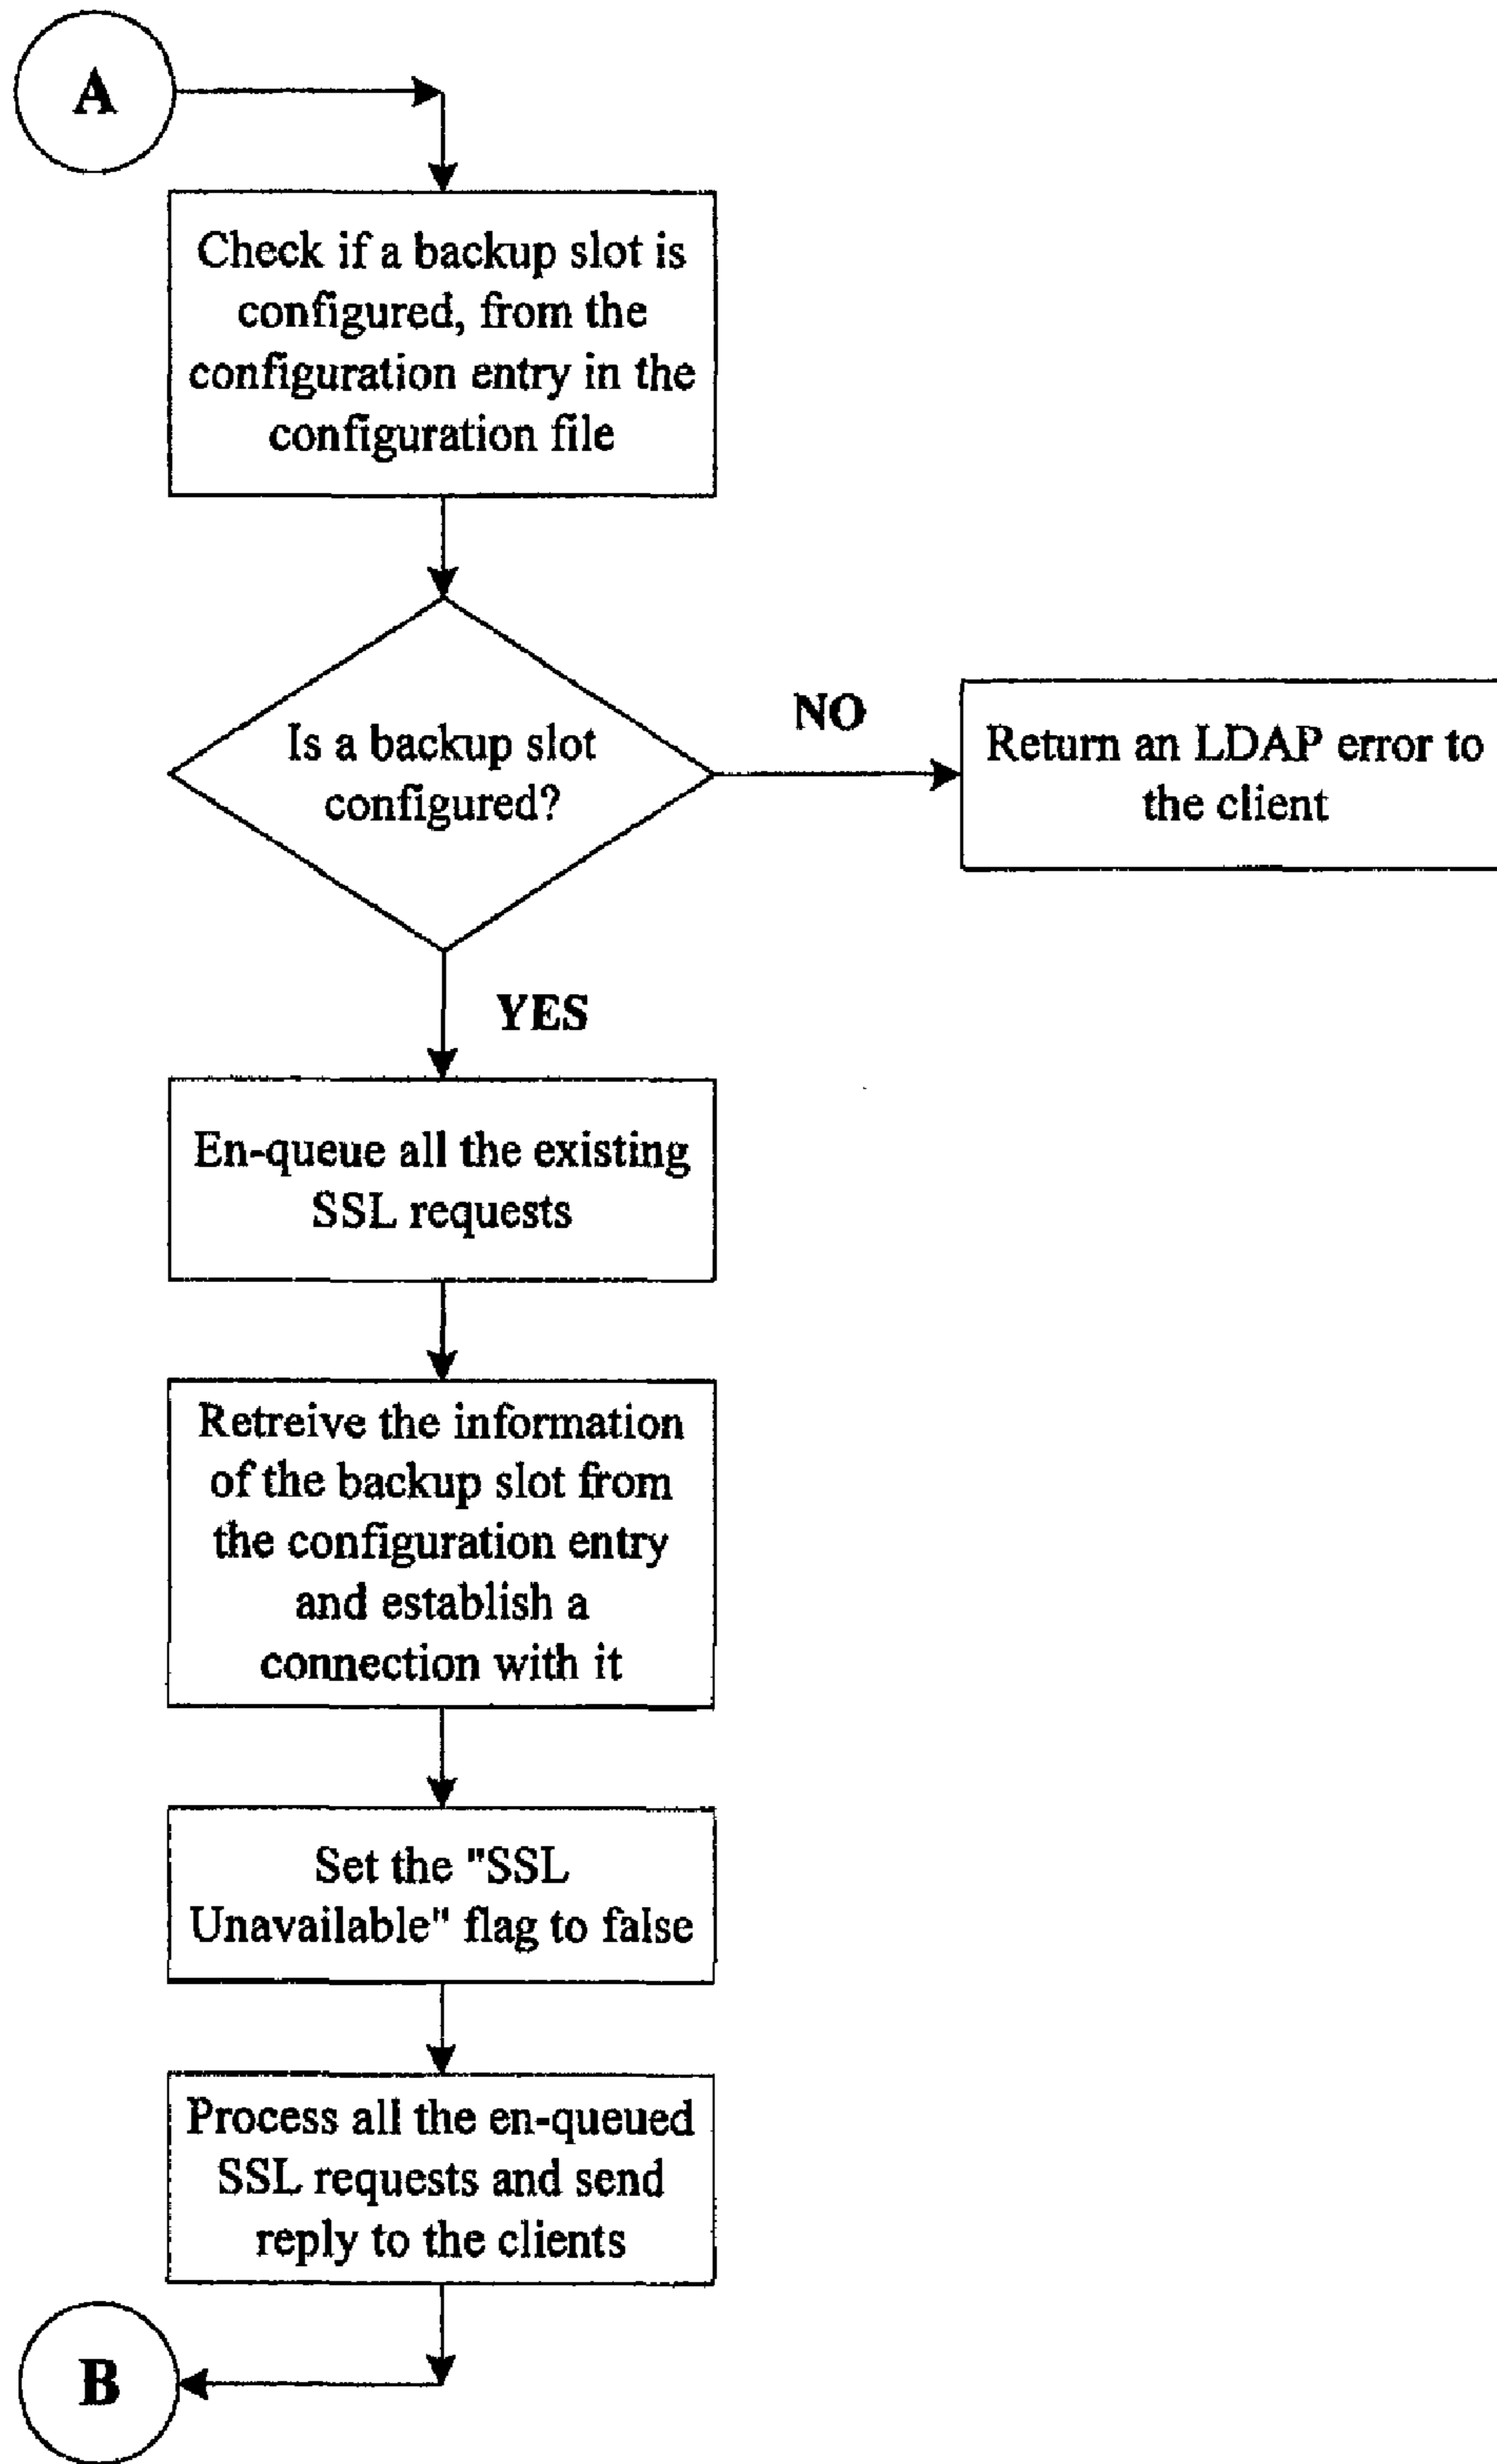 A
Check if a backup slot is
configured, from the
configuration entry in the
configuration file
Is a backup slot
configured?
NO
Return an LDAP error to
the client
YES
En-queue all the existing
SSL requests
Retreive the information
of the backup slot from
the configuration entry
and establish a
connection with it
Set the "SSL
Unavailable" flag to false
Process all the en-queued
SSL requests and send
reply to the clients
B